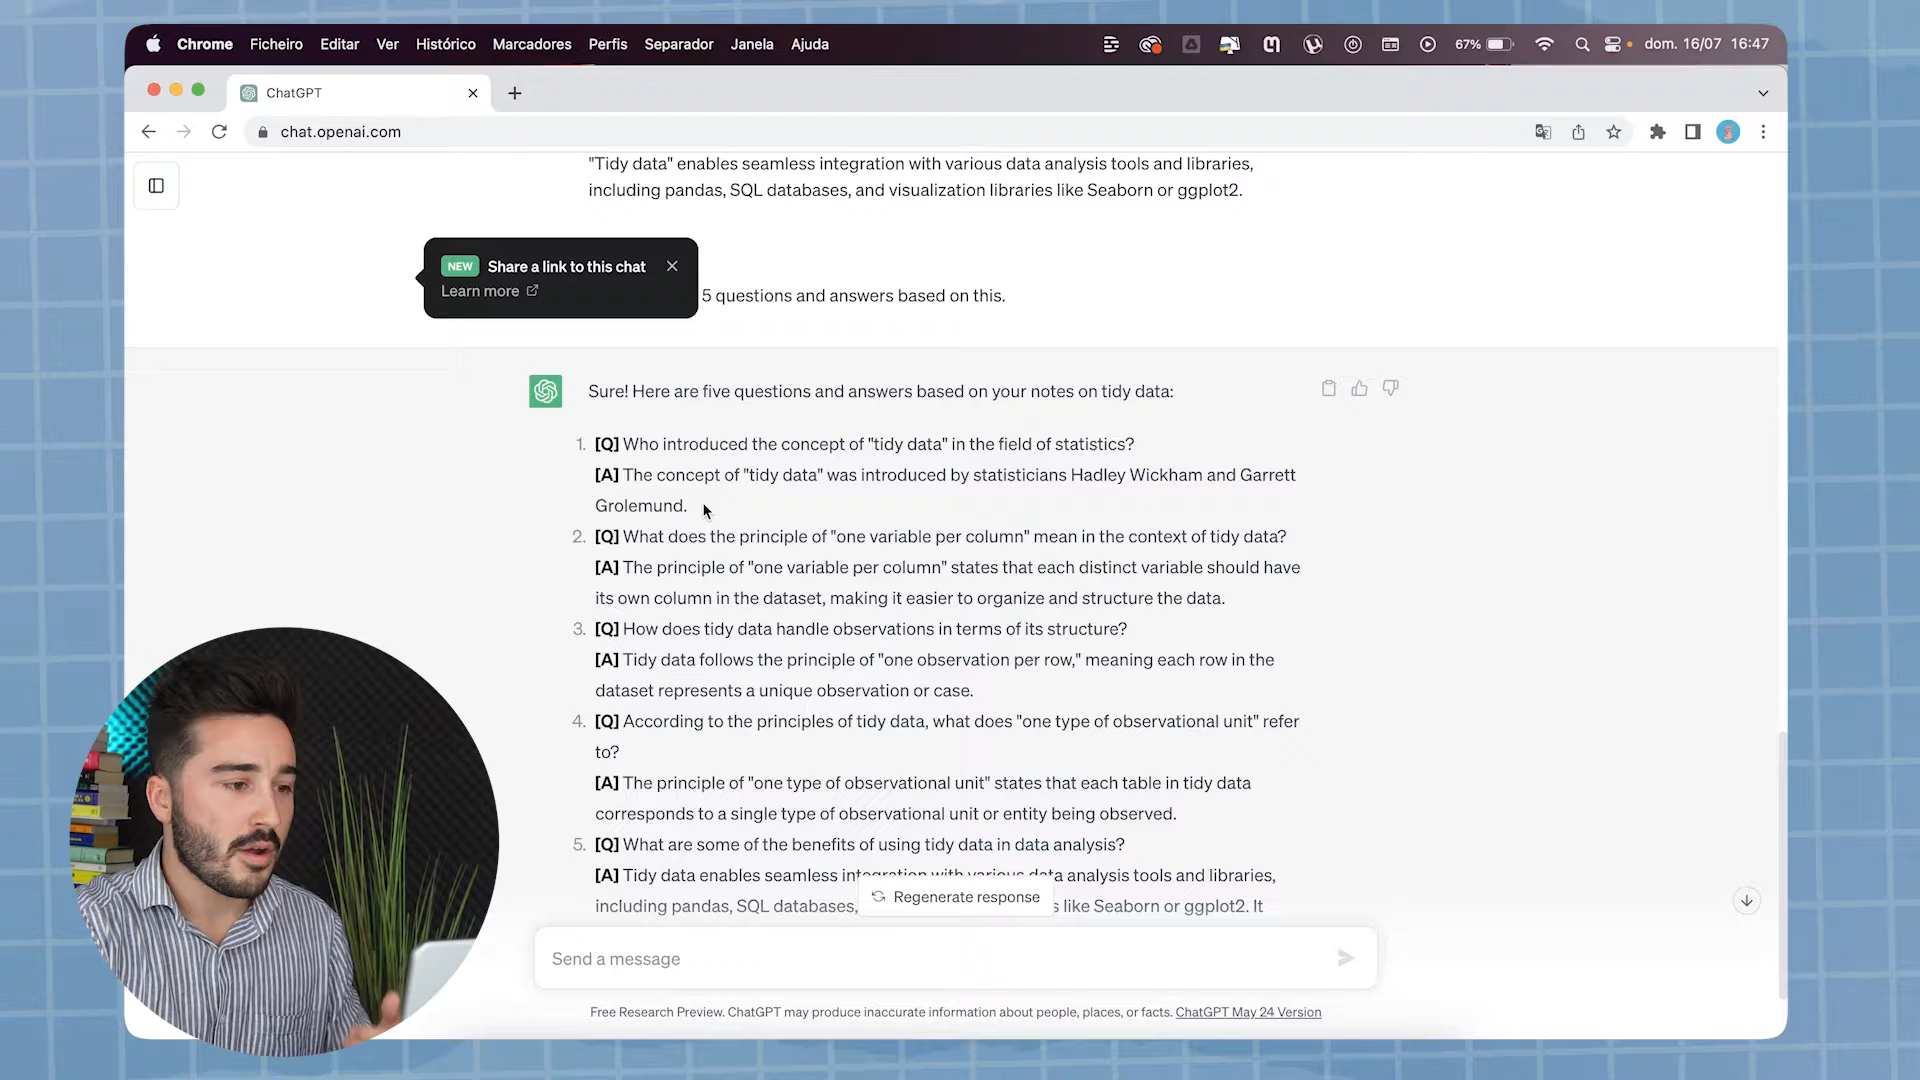 Chrome Ficheiro Editar Ver Histórico Marcadores Perfis Separador Janela Ajuda 67% dom. 16/07 16:47
ChatGPT
chat.openai.com
"Tidy data" enables seamless integration with various data analysis tools and libraries,
including pandas, SQL databases, and visualization libraries like Seaborn or ggplot2.
NEW Share a link to this chat
Learn more
5 questions and answers based on this.
Sure! Here are five questions and answers based on your notes on tidy data:
1. [Q] Who introduced the concept of "tidy data" in the field of statistics?
[A] The concept of "tidy data" was introduced by statisticians Hadley Wickham and Garrett
Grolemund.
2. [Q] What does the principle of "one variable per column" mean in the context of tidy data?
[A] The principle of "one variable per column" states that each distinct variable should have
its own column in the dataset, making it easier to organize and structure the data.
3. [Q] How does tidy data handle observations in terms of its structure?
[A] Tidy data follows the principle of "one observation per row," meaning each row in the
dataset represents a unique observation or case.
4. [Q] According to the principles of tidy data, what does "one type of observational unit" refer
to?
[A] The principle of "one type of observational unit" states that each table in tidy data
corresponds to a single type of observational unit or entity being observed.
5. [Q] What are some of the benefits of using tidy data in data analysis?
[A] Tidy data enables seamless integration with various data analysis tools and libraries,
including pandas, SQL databases, like Seaborn or ggplot2. It
Regenerate response
Send a message
Free Research Preview. ChatGPT may produce inaccurate information about people, places, or facts. ChatGPT May 24 Version